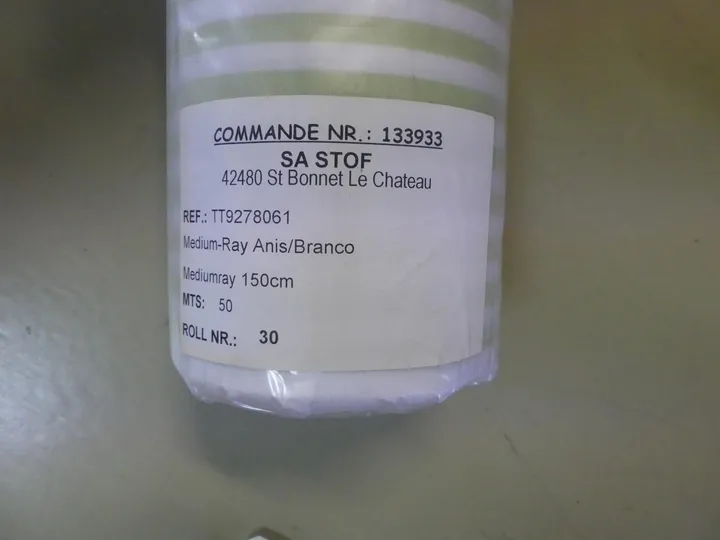 COMMANDE NR.: 133933
SA STOF
42480 St Bonnet Le Chateau
REF.: TT9278061
Medium-Ray Anis/Branco
Mediumray 150cm
MTS: 50
ROLL NR.: 30